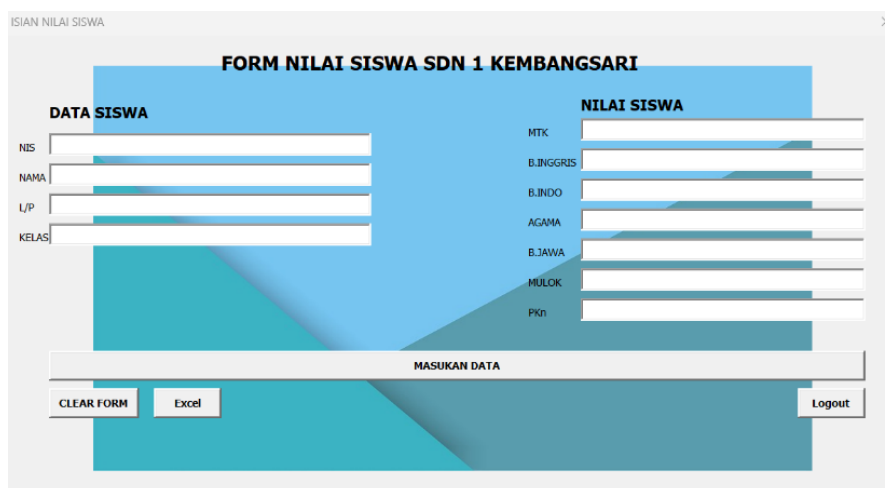 ISIAN NILAI SISWA
FORM NILAI SISWA SDN 1 KEMBANGSARI
DATA SISWA
NIS
NAMA
L/P
KELAS
NILAI SISWA
MTK
B.INGGRIS
B.INDO
AGAMA
B.JAWA
MULOK
PKn
MASUKAN DATA
CLEAR FORM
Excel
Logout